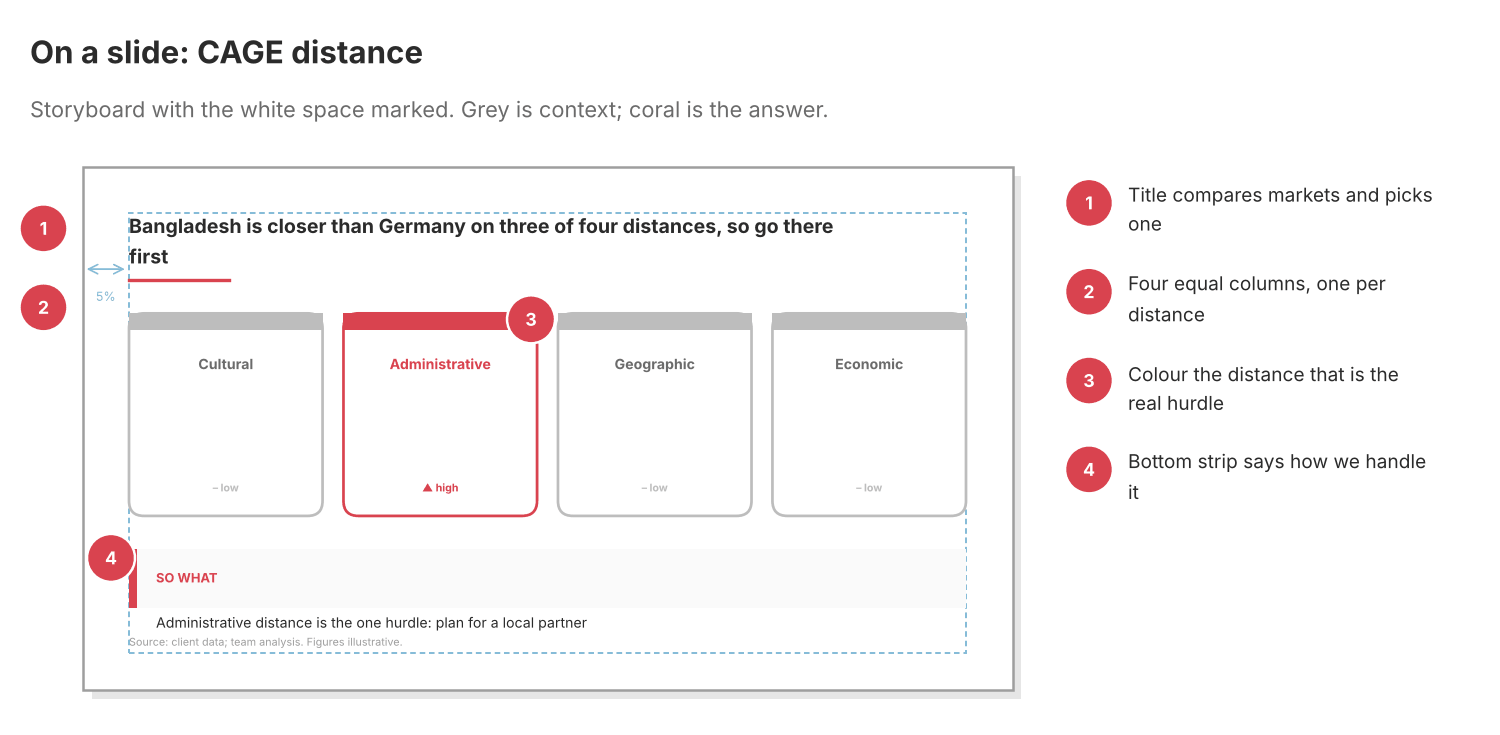 On a slide: CAGE distance
Storyboard with the white space marked. Grey is context; coral is the answer.
1
Bangladesh is closer than Germany on three of four distances, so go there
first
5%
2
3
Cultural
Administrative
Geographic
Economic
– low
▲ high
– low
– low
4
SO WHAT
Administrative distance is the one hurdle: plan for a local partner
Source: client data; team analysis. Figures illustrative.
1
Title compares markets and picks
one
2
Four equal columns, one per
distance
3
Colour the distance that is the
real hurdle
4
Bottom strip says how we handle
it